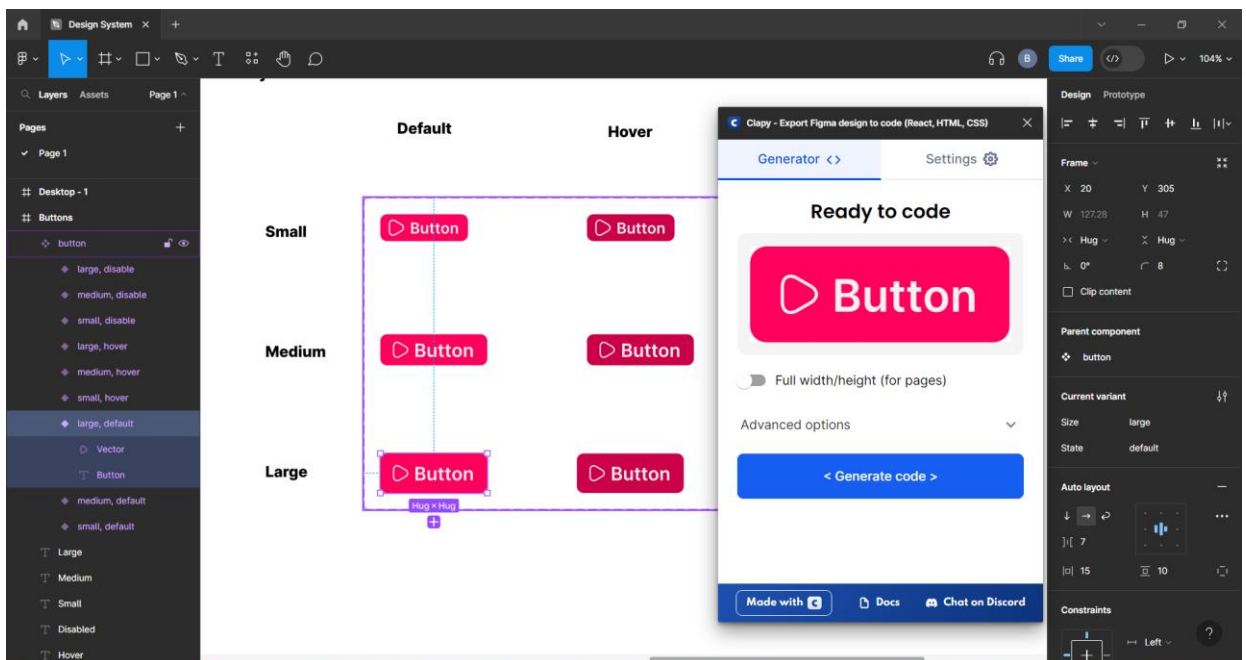 Design System
Share
104%
Layers Assets Page 1
Pages
Page 1
Desktop - 1
Buttons
button
large, disable
medium, disable
small, disable
large, hover
medium, hover
small, hover
large, default
Vector
Button
medium, default
small, default
Large
Medium
Small
Disabled
Hover
Default Hover
Small Button Button
Medium Button Button
Large Button Button
Hug × Hug
Clapy - Export Figma design to code (React, HTML, CSS)
Generator <> Settings
Ready to code
Button
Full width/height (for pages)
Advanced options
< Generate code >
Made with C Docs Chat on Discord
Design Prototype
Frame
X 20 Y 305
W 127.28 H 47
Hug Hug
0° 8
Clip content
Parent component
button
Current variant
Size large
State default
Auto layout
7
15 10
Constraints
Left